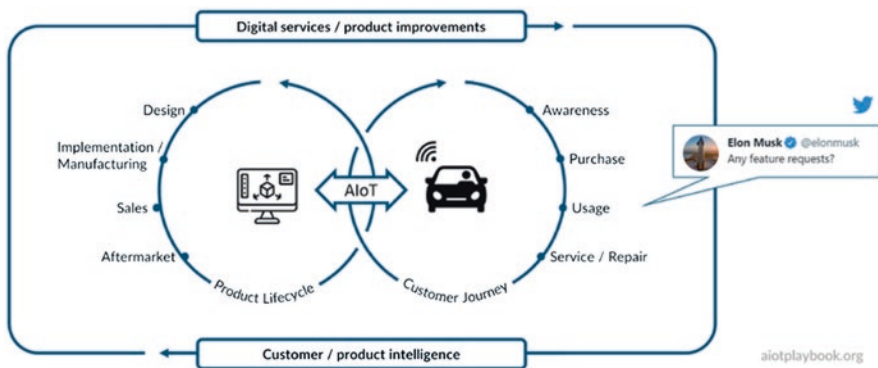 Digital services / product improvements
Design
Implementation /
Manufacturing
Sales
Aftermarket
Product Lifecycle
AIoT
Awareness
Purchase
Usage
Service / Repair
Customer Journey
Elon Musk @elonmusk
Any feature requests?
Customer / product intelligence
aiotplaybook.org